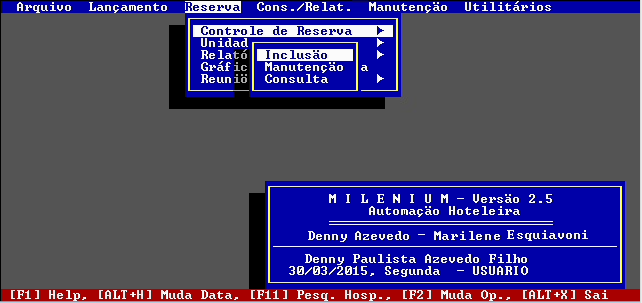 Arquivo Lançamento Reserva Cons./Relat. Manutenção Utilitários
Controle de Reserva
Unidad
Relató
Inclusão
Gráfic
Manutenção a
Reuniõ
Consulta
M I L E N I U M - Versão 2.5
Automação Hoteleira
Denny Azevedo - Marilene Esquiavoni
Denny Paulista Azevedo Filho
30/03/2015, Segunda - USUARIO
[F1] Help, [ALT+H] Muda Data, [F11] Pesq. Hosp., [F2] Muda Op., [ALT+X] Sai